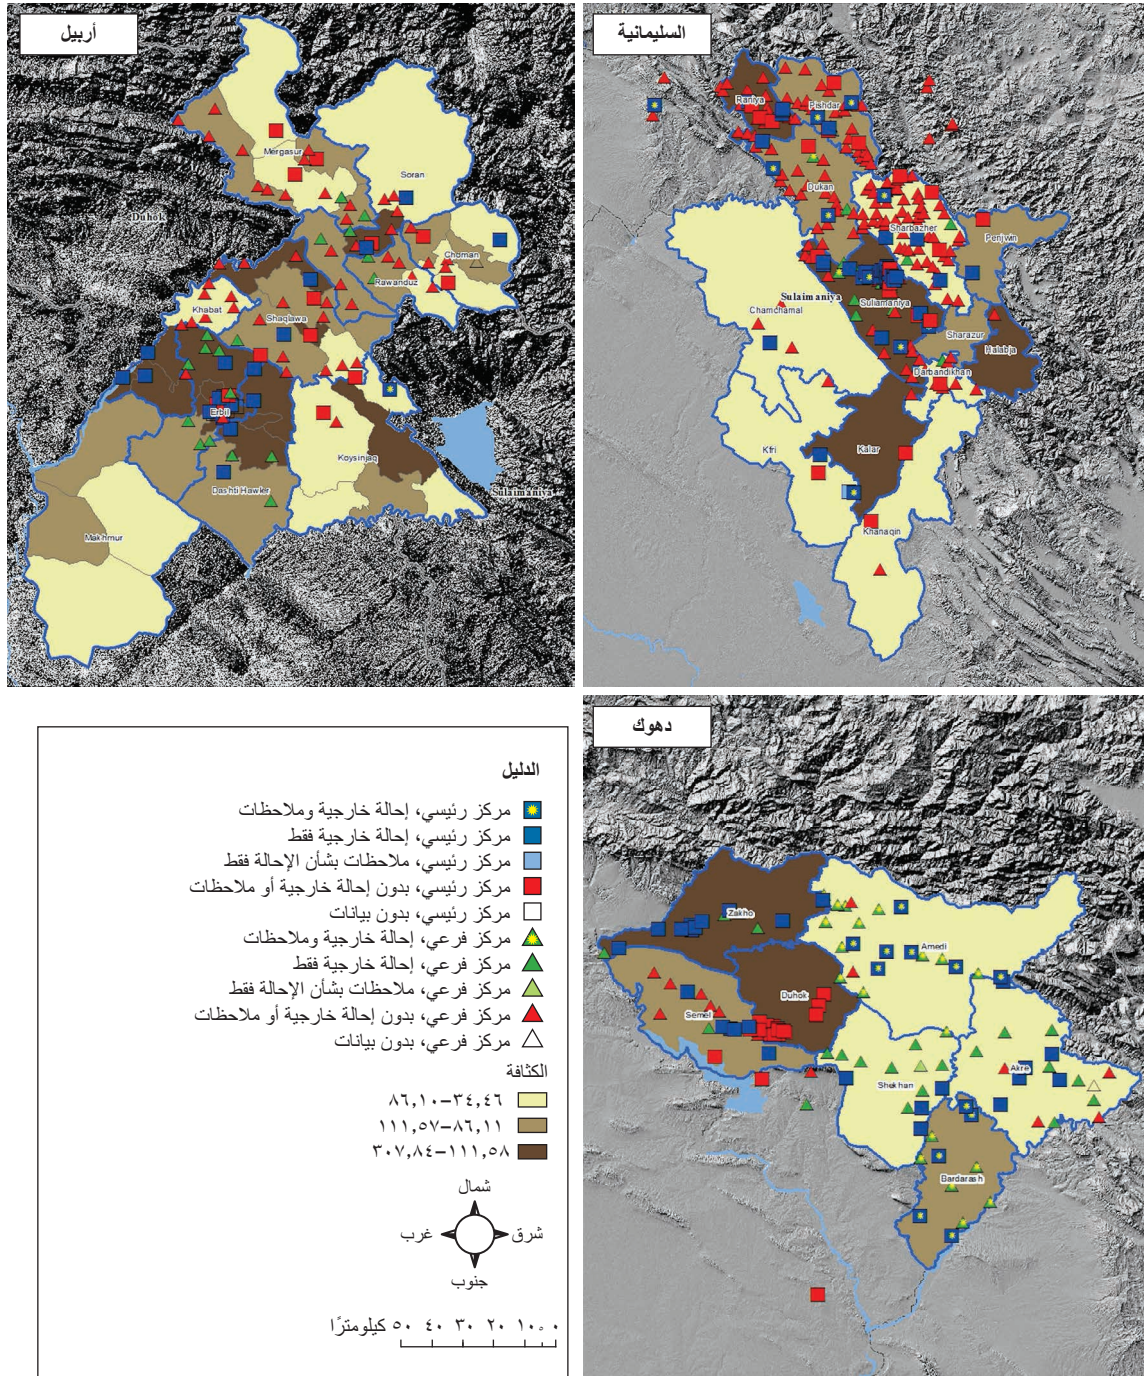 أربيل
Mergasur
Soran
Duhok
Choman
Rawanduz
Khabat
Shaqlawa
Erbil
Koysinjaq
Dashti Hawler
Sulaimaniya
Makhmur
السليمانية
Raniya
Pishdar
Dukan
Sharbazher
Penjwin
Sulaimaniya
Suliamaniya
Chamchamal
Sharazur
Halabja
Darbandikhan
Kfri
Kalar
Khanaqin
دهوك
Zakho
Amedi
Duhok
Semel
Akre
Shekhan
Bardarash
الدليل
مركز رئيسي، إحالة خارجية وملاحظات
مركز رئيسي، إحالة خارجية فقط
مركز رئيسي، ملاحظات بشأن الإحالة فقط
مركز رئيسي، بدون إحالة خارجية أو ملاحظات
مركز رئيسي، بدون بيانات
مركز فرعي، إحالة خارجية وملاحظات
مركز فرعي، إحالة خارجية فقط
مركز فرعي، ملاحظات بشأن الإحالة فقط
مركز فرعي، بدون إحالة خارجية أو ملاحظات
مركز فرعي، بدون بيانات
الكثافة
٣٤,٤٦–٨٦,١٠
٨٦,١١–١١١,٥٧
١١١,٥٨–٣٠٧,٨٤
شمال
شرق
غرب
جنوب
٠ ٥ ١٠ ٢٠ ٣٠ ٤٠ ٥٠ كيلومترًا